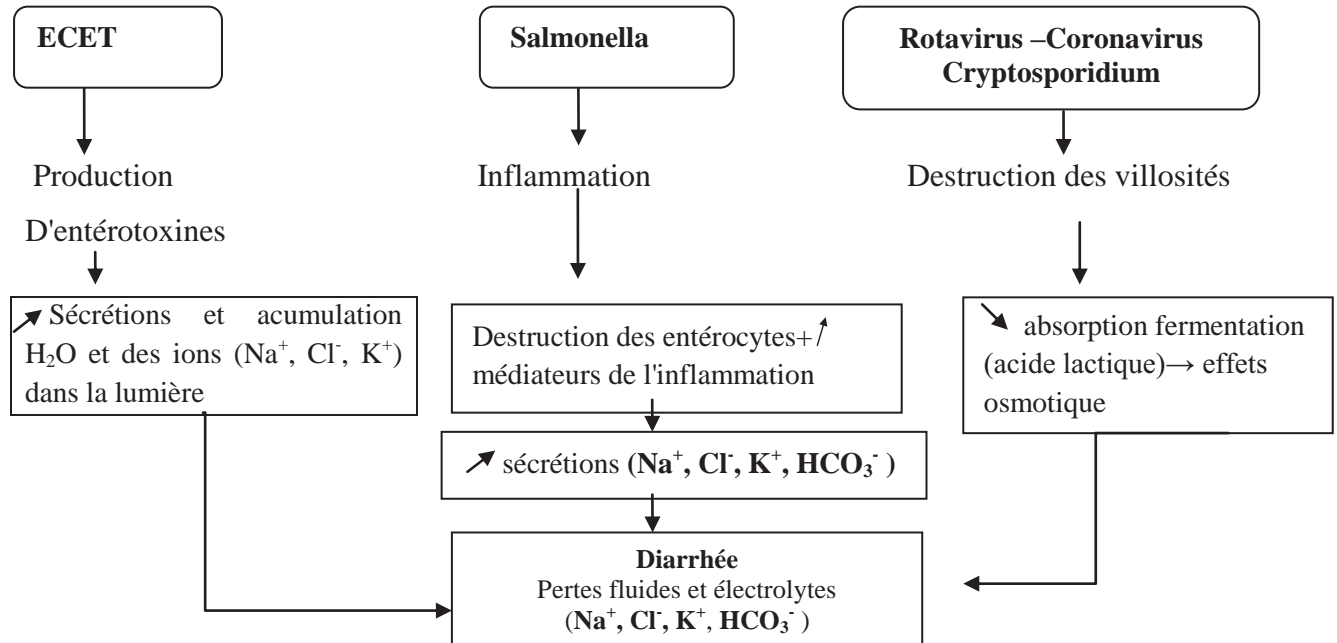 ECET
Production
D'entérotoxines
↗ Sécrétions et acumulation
H₂O et des ions (Na⁺, Cl⁻, K⁺)
dans la lumière
Salmonella
Inflammation
Destruction des entérocytes+↗
médiateurs de l'inflammation
↗ sécrétions (Na⁺, Cl⁻, K⁺, HCO₃⁻ )
Rotavirus –Coronavirus
Cryptosporidium
Destruction des villosités
↘ absorption fermentation
(acide lactique)→ effets
osmotique
Diarrhée
Pertes fluides et électrolytes
(Na⁺, Cl⁻, K⁺, HCO₃⁻ )